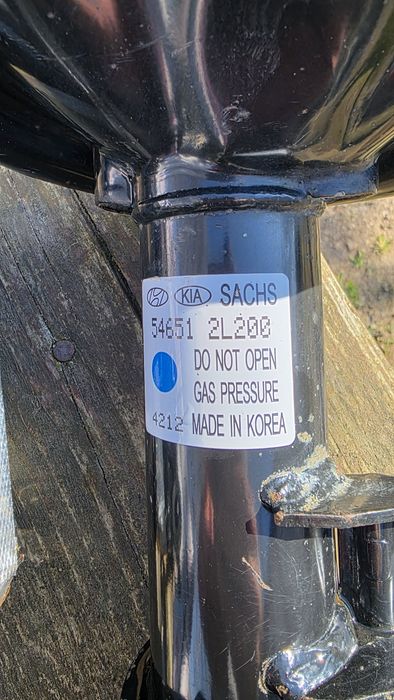 KIA SACHS
54651 2L200
DO NOT OPEN
GAS PRESSURE
4212 MADE IN KOREA